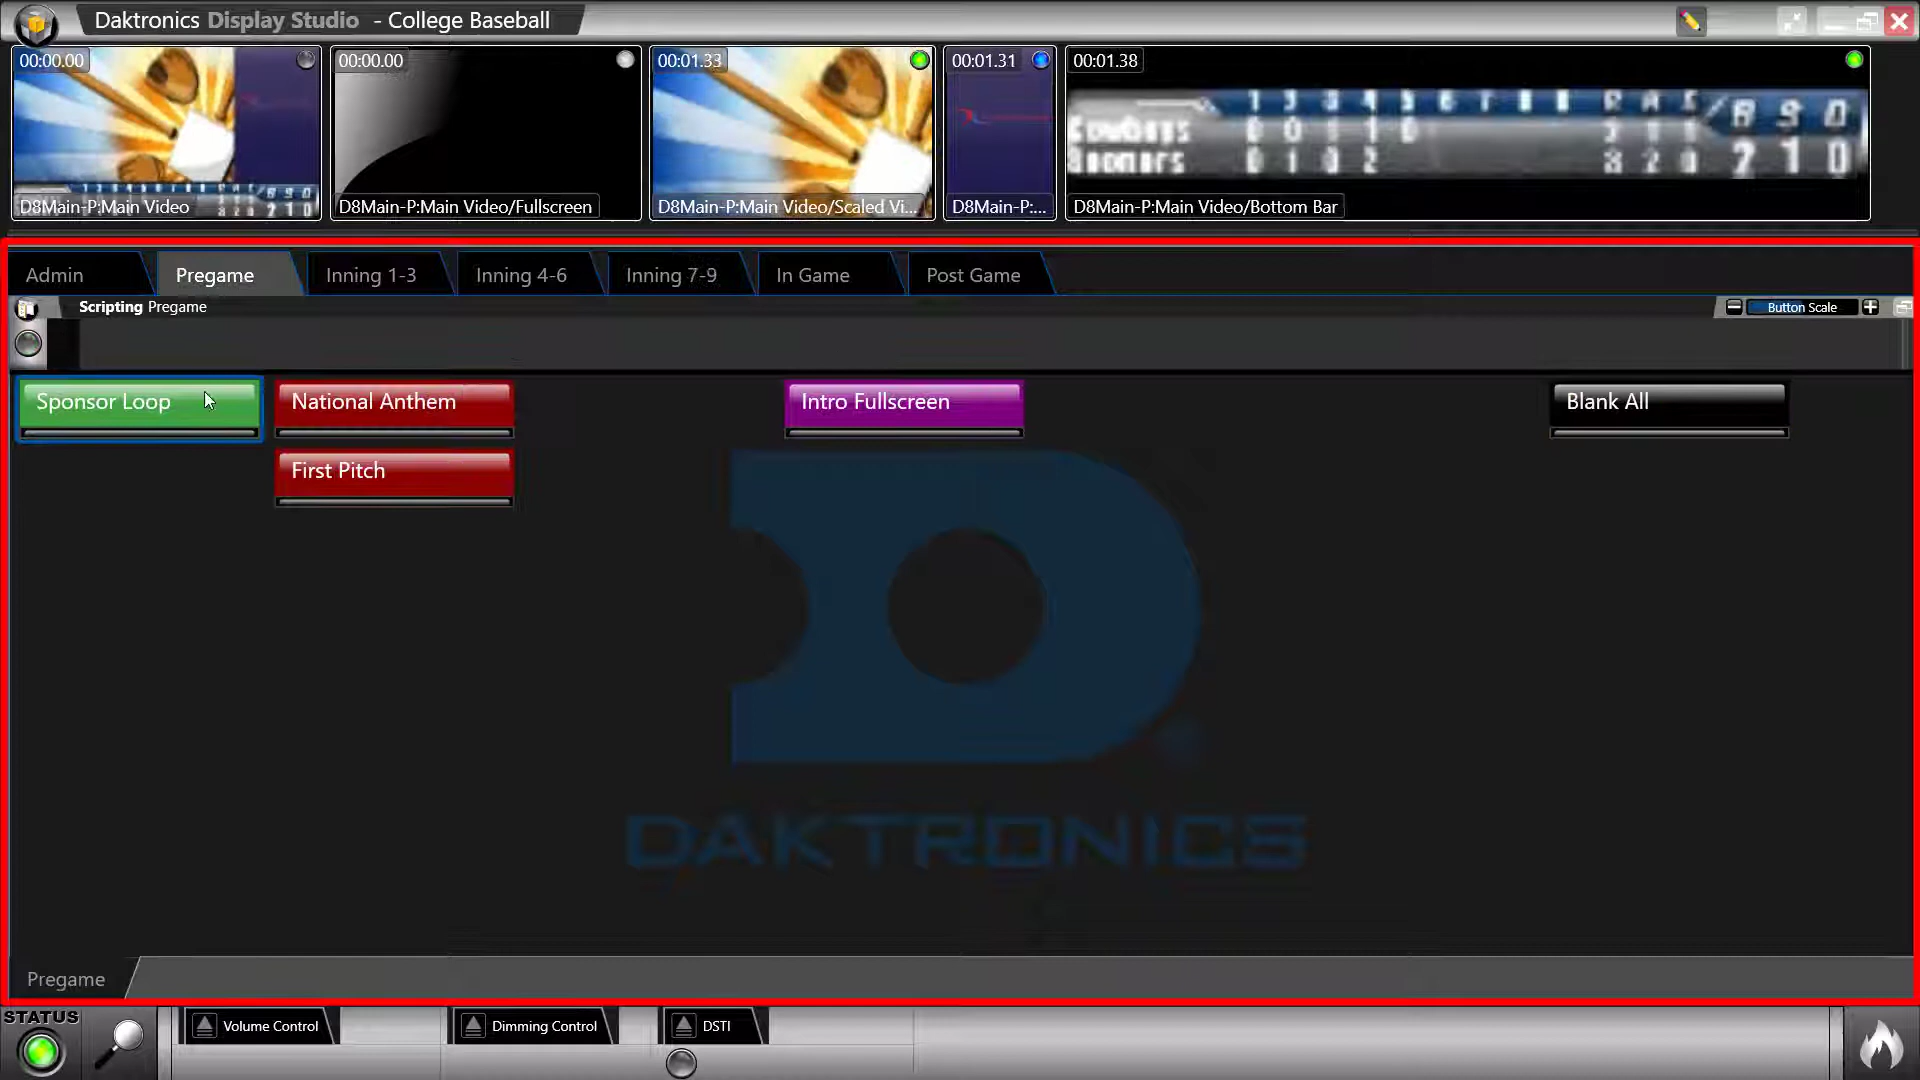 Daktronics Display Studio - College Baseball
00:00.00
D8Main-P:Main Video
00:00.00
D8Main-P:Main Video/Fullscreen
00:01.33
D8Main-P:Main Video/Scaled Vi...
00:01.31
D8Main-P:...
00:01.38
D8Main-P:Main Video/Bottom Bar
Admin
Pregame
Inning 1-3
Inning 4-6
Inning 7-9
In Game
Post Game
Scripting Pregame
Button Scale
Sponsor Loop
National Anthem
Intro Fullscreen
Blank All
First Pitch
DAKTRONICS
Pregame
STATUS
Volume Control
Dimming Control
DSTI